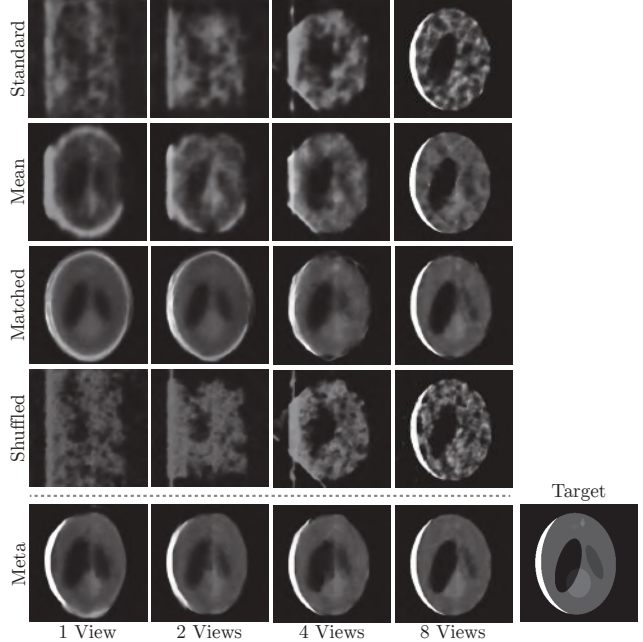 Standard
Mean
Matched
Shuffled
Target
Meta
1 View
2 Views
4 Views
8 Views